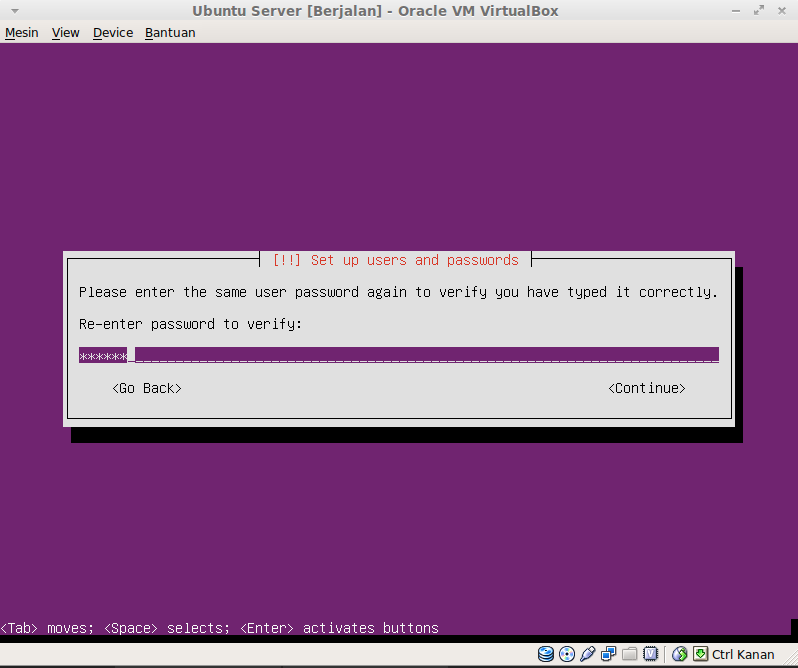 Ubuntu Server [Berjalan] - Oracle VM VirtualBox
Mesin View Device Bantuan
[!!] Set up users and passwords
Please enter the same user password again to verify you have typed it correctly.
Re-enter password to verify:
******
<Go Back> <Continue>
<Tab> moves; <Space> selects; <Enter> activates buttons
Ctrl Kanan